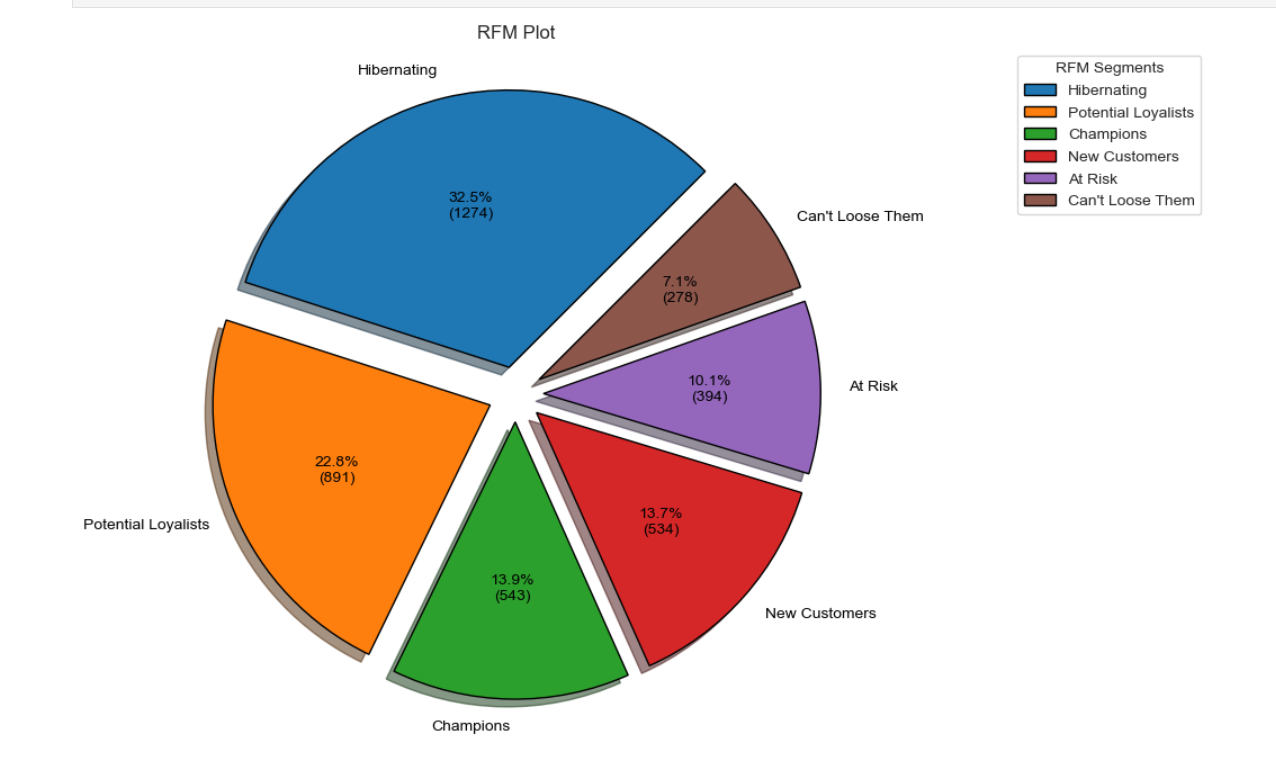 RFM Plot
Hibernating
RFM Segments
Hibernating
Potential Loyalists
Champions
New Customers
At Risk
Can't Loose Them
32.5%
(1274)
Can't Loose Them
7.1%
(278)
10.1%
(394)
At Risk
22.8%
(891)
Potential Loyalists
13.7%
(534)
13.9%
(543)
New Customers
Champions